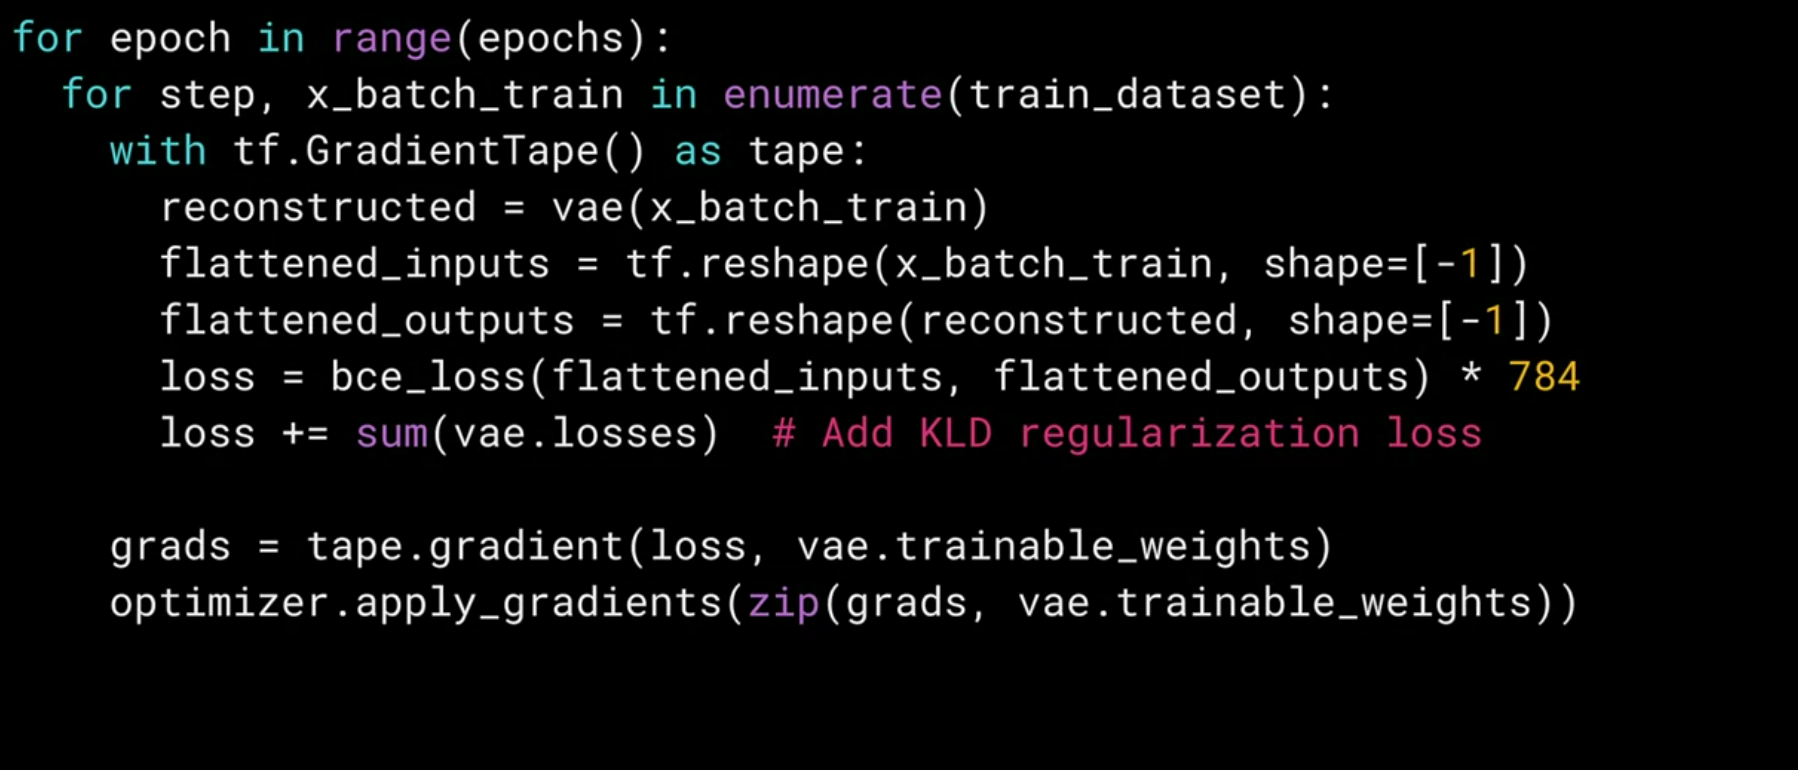 for epoch in range(epochs):
  for step, x_batch_train in enumerate(train_dataset):
    with tf.GradientTape() as tape:
      reconstructed = vae(x_batch_train)
      flattened_inputs = tf.reshape(x_batch_train, shape=[-1])
      flattened_outputs = tf.reshape(reconstructed, shape=[-1])
      loss = bce_loss(flattened_inputs, flattened_outputs) * 784
      loss += sum(vae.losses)  # Add KLD regularization loss

    grads = tape.gradient(loss, vae.trainable_weights)
    optimizer.apply_gradients(zip(grads, vae.trainable_weights))